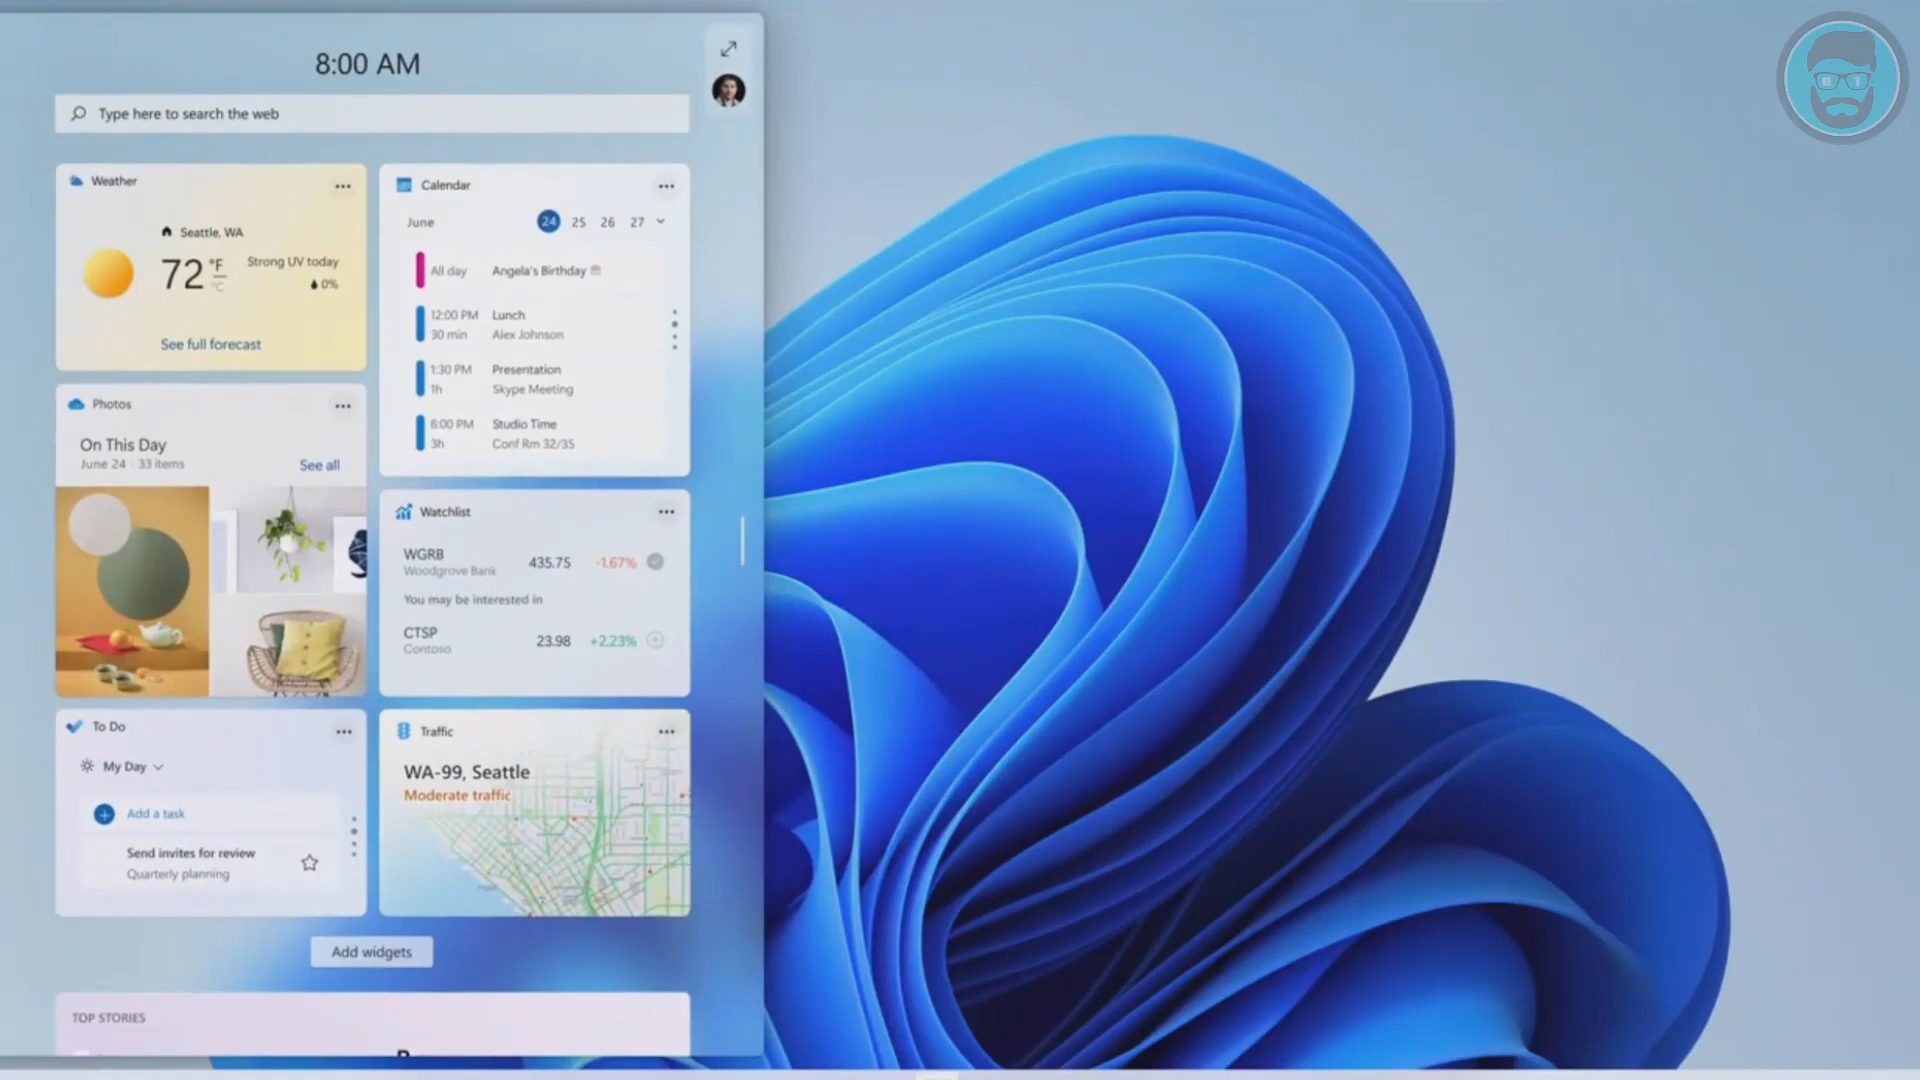 8:00 AM
Type here to search the web
Weather
Seattle, WA
72 °F
°C
Strong UV today
0%
See full forecast
Calendar
June 24 25 26 27
All day Angela's Birthday
12:00 PM Lunch
30 min Alex Johnson
1:30 PM Presentation
1h Skype Meeting
6:00 PM Studio Time
3h Conf Rm 32/35
Photos
On This Day
June 24 · 33 items
See all
Watchlist
WGRB 435.75 -1.67%
Woodgrove Bank
You may be interested in
CTSP 23.98 +2.23%
Contoso
To Do
My Day
Add a task
Send invites for review
Quarterly planning
Traffic
WA-99, Seattle
Moderate traffic
Add widgets
TOP STORIES